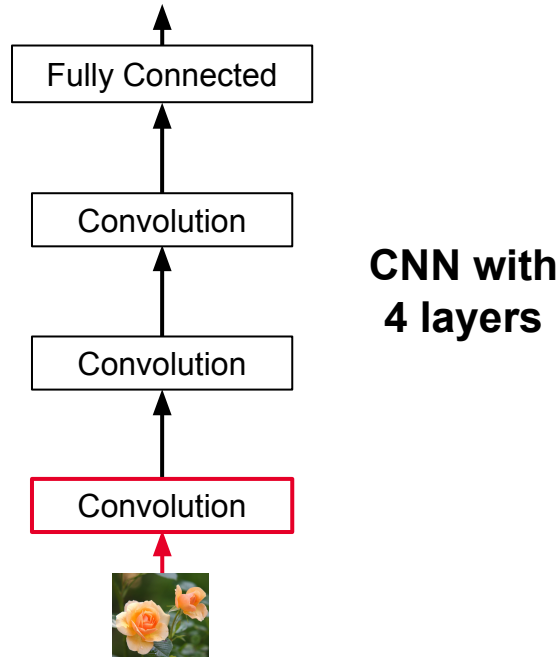 Fully Connected
Convolution
CNN with
4 layers
Convolution
Convolution